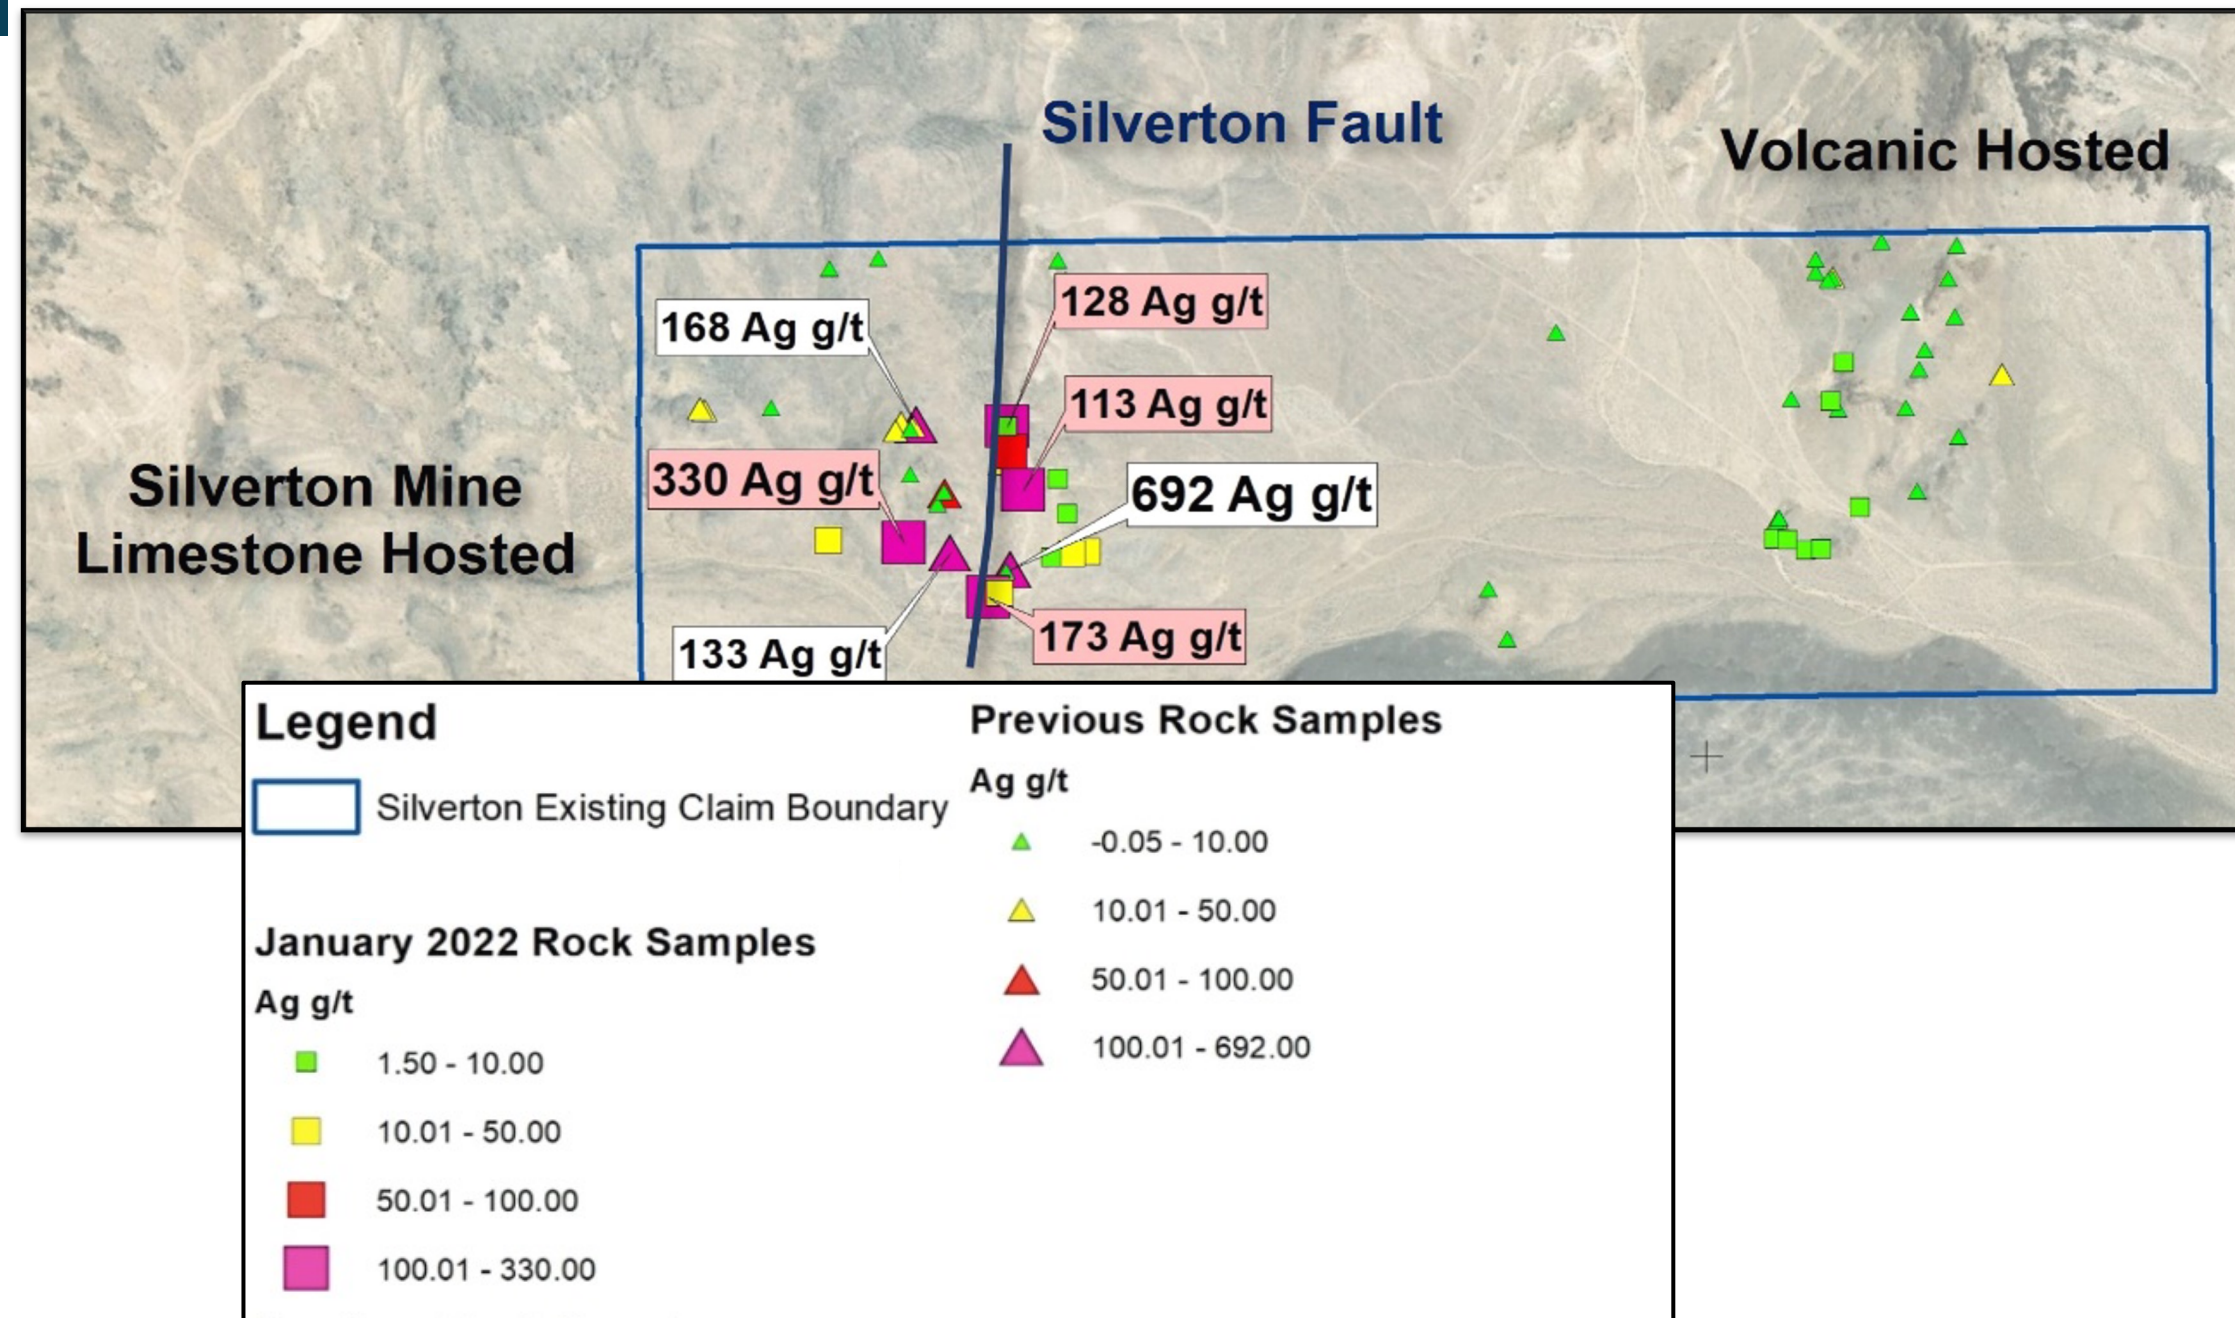 Silverton Fault
Volcanic Hosted
128 Ag g/t
168 Ag g/t
113 Ag g/t
330 Ag g/t
692 Ag g/t
Silverton Mine
Limestone Hosted
173 Ag g/t
133 Ag g/t
Legend
Silverton Existing Claim Boundary
January 2022 Rock Samples
Ag g/t
1.50 - 10.00
10.01 - 50.00
50.01 - 100.00
100.01 - 330.00
Previous Rock Samples
Ag g/t
-0.05 - 10.00
10.01 - 50.00
50.01 - 100.00
100.01 - 692.00